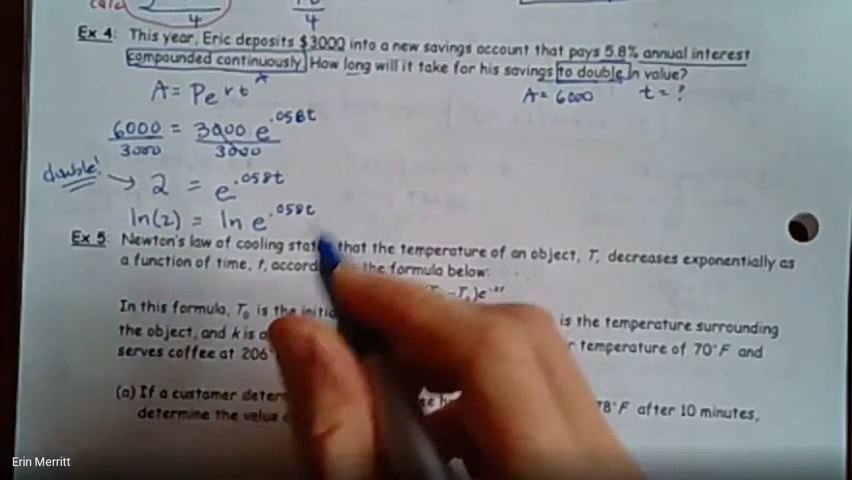 4
4
Ex 4: This year, Eric deposits $3000 into a new savings account that pays 5.8% annual interest
compounded continuously. How long will it take for his savings to double in value?
A = Pe^rt
A = 6000 t = ?
6000 = 3000 e^.058t
3000 3000
double! → 2 = e^.058t
ln(2) = ln e^.058t
Ex 5: Newton's law of cooling that the temperature of an object, T, decreases exponentially as
a function of time, t, the formula below:
)e^-kt
In this formula, T₀ is the is the temperature surrounding
the object, and k is temperature of 70°F and
serves coffee at 206°
(a) If a customer 78°F after 10 minutes,
determine the value
Erin Merritt